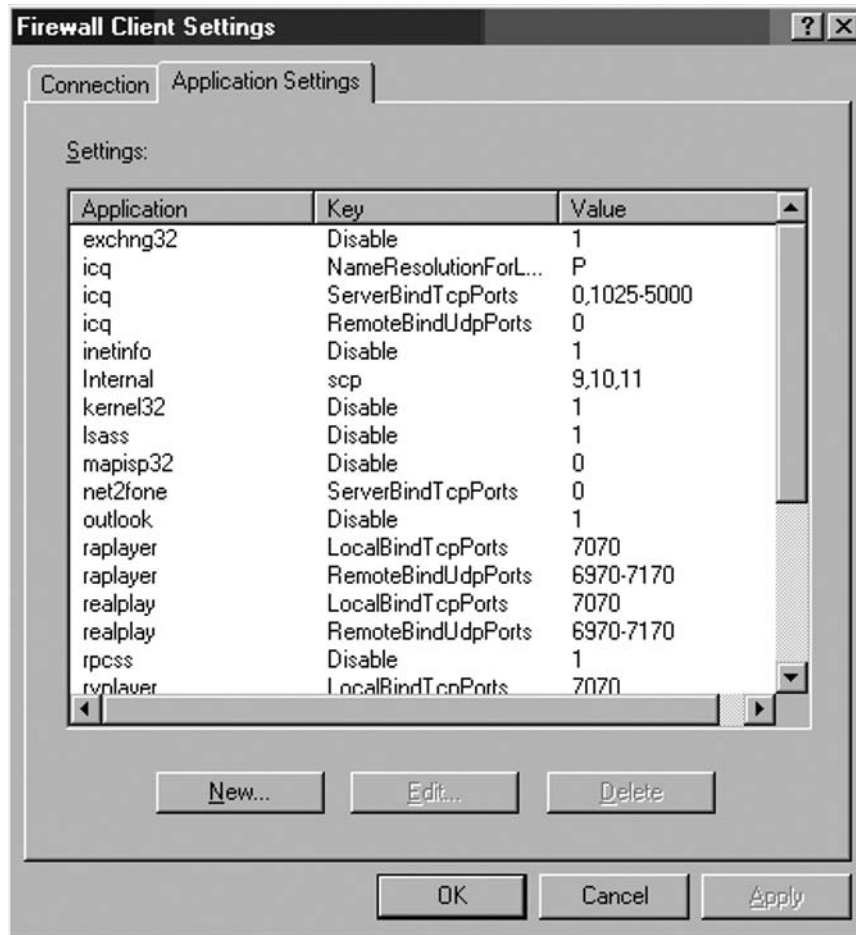 Firewall Client Settings
Connection Application Settings
Settings:
Application Key Value
exchng32 Disable 1
icq NameResolutionForL... P
icq ServerBindTcpPorts 0,1025-5000
icq RemoteBindUdpPorts 0
inetinfo Disable 1
Internal scp 9,10,11
kernel32 Disable 1
lsass Disable 1
mapisp32 Disable 0
net2fone ServerBindTcpPorts 0
outlook Disable 1
raplayer LocalBindTcpPorts 7070
raplayer RemoteBindUdpPorts 6970-7170
realplay LocalBindTcpPorts 7070
realplay RemoteBindUdpPorts 6970-7170
rpcss Disable 1
rvplayer LocalBindTcpPorts 7070
New... Edit... Delete
OK Cancel Apply